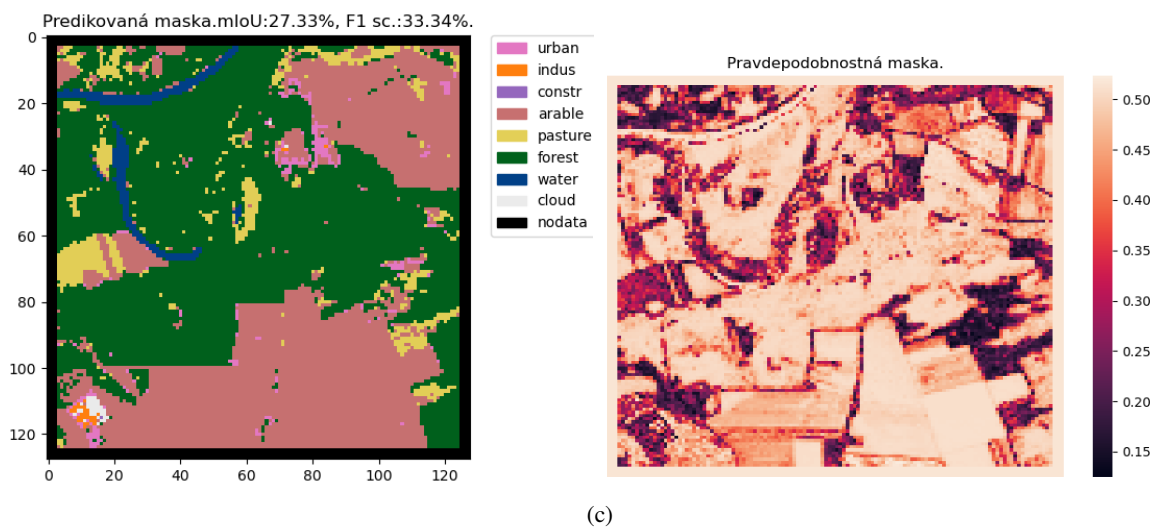 Predikovaná maska.mIoU:27.33%, F1 sc.:33.34%.
0
20
40
60
80
100
120
0 20 40 60 80 100 120
urban
indus
constr
arable
pasture
forest
water
cloud
nodata
Pravdepodobnostná maska.
0.50
0.45
0.40
0.35
0.30
0.25
0.20
0.15
(c)